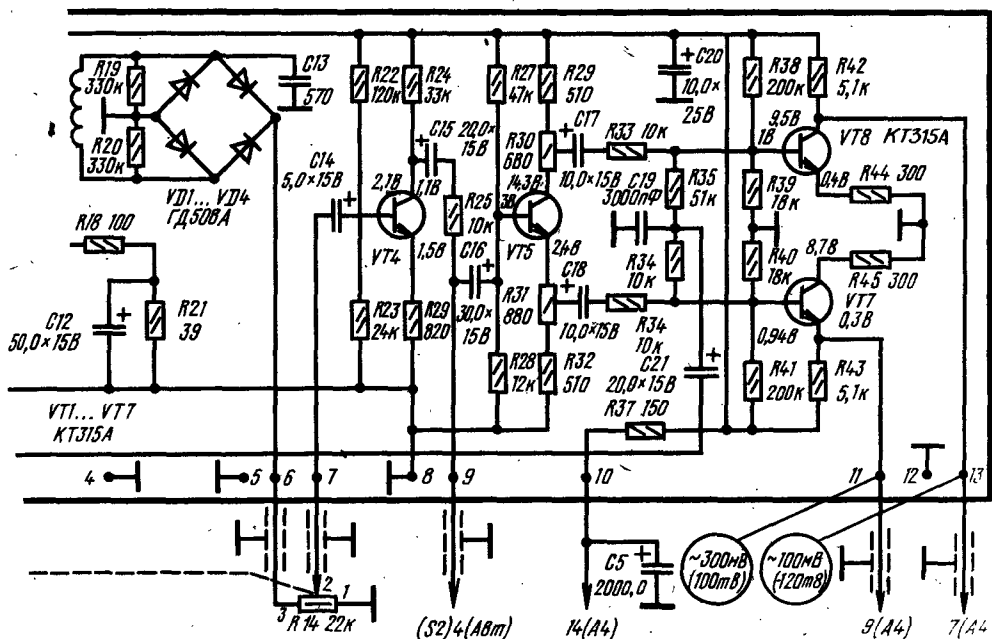 R19
330к
R20
330к
C13
570
VD1...VD4
ГД508А
R18 100
C12
50,0×15В
R21
39
VT1...VT7
КТ315А
R22
120к
R24
33к
C14
5,0×15В
2,1В
1,1В
1,5В
VT4
R23
24к
R29
820
C15
20,0×
15В
R25
10к
C16
30,0×
15В
R27
47к
R29
510
R30
680
14,3В
3В
VT5
2,4В
R31
880
R28
12к
R32
510
C17
10,0×15В
C18
10,0×15В
R33 10к
C19
3000пФ
R34
10к
R34
10к
R35
51к
C20
10,0×
25В
C21
20,0×15В
R37 150
R38
200к
R42
5,1к
9,5В
1В
VT8 КТ315А
0,4В
R44 300
R39
18к
R40
18к
8,7В
R45 300
VT7
0,3В
0,94В
R41
200к
R43
5,1к
4
5
6
7
8
9
10
11
12
13
3
2
1
R14 22к
(S2)4(Авт)
14(А4)
C5
2000,0
~300мВ
(100тВ)
~100мВ
(-120тВ)
9(А4)
7(А4